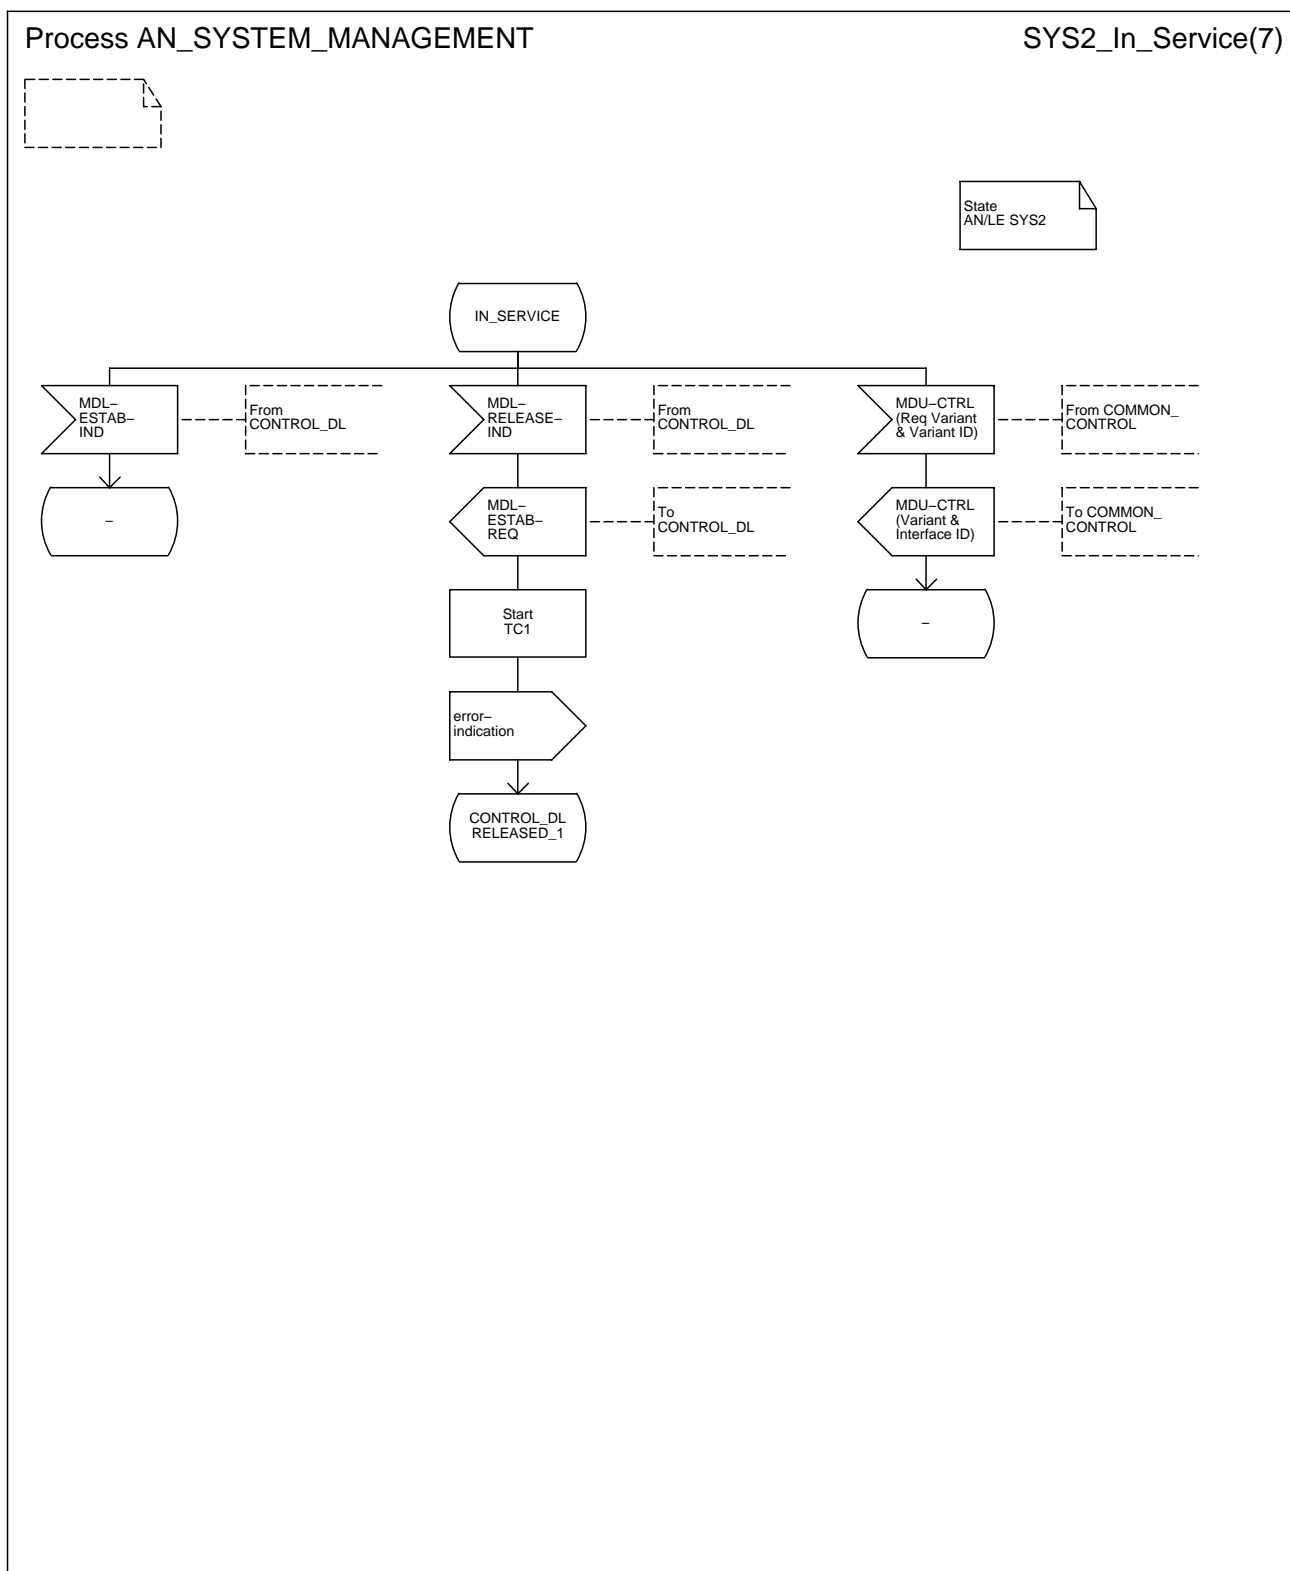 Process AN_SYSTEM_MANAGEMENT
SYS2_In_Service(7)
State
AN/LE SYS2
IN_SERVICE
MDL–
ESTAB–
IND
From
CONTROL_DL
MDL–
RELEASE–
IND
From
CONTROL_DL
MDU–CTRL
(Req Variant
& Variant ID)
From COMMON_
CONTROL
–
MDL–
ESTAB–
REQ
To
CONTROL_DL
MDU–CTRL
(Variant &
Interface ID)
To COMMON_
CONTROL
Start
TC1
–
error–
indication
CONTROL_DL
RELEASED_1